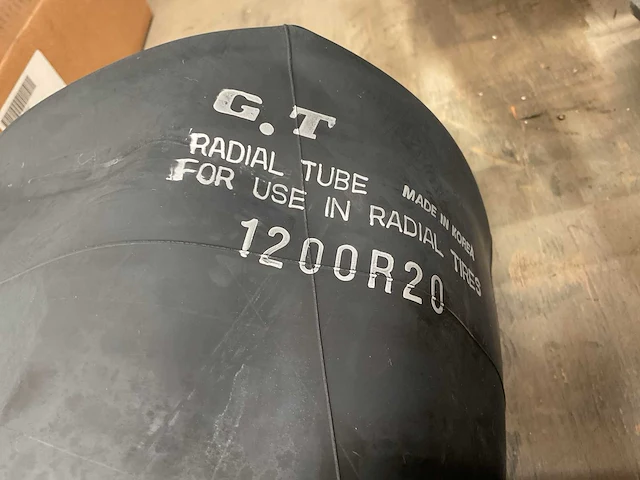 G.T
RADIAL TUBE
MADE IN KOREA
FOR USE IN RADIAL TIRES
1200R20